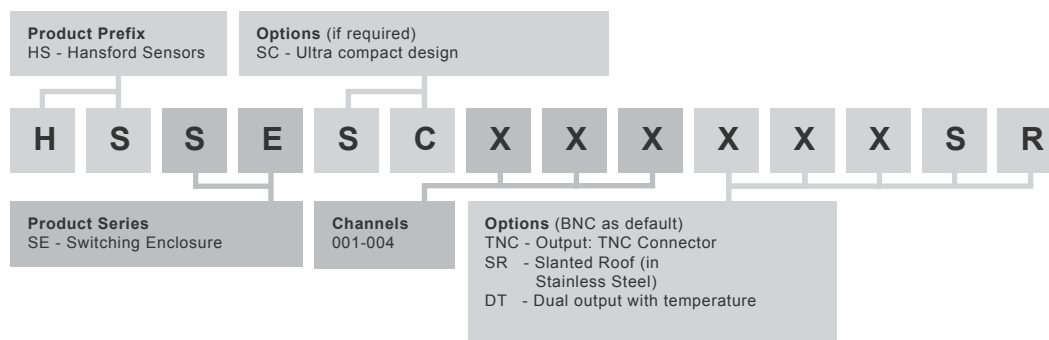 Product Prefix
HS - Hansford Sensors
Options (if required)
SC - Ultra compact design
H S S E S C X X X X X X S R
Product Series
SE - Switching Enclosure
Channels
001-004
Options (BNC as default)
TNC - Output: TNC Connector
SR - Slanted Roof (in
Stainless Steel)
DT - Dual output with temperature